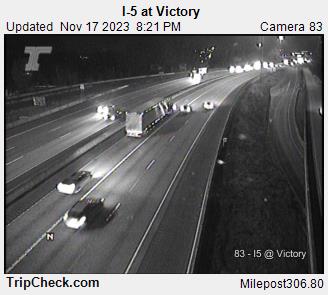 I-5 at Victory
Updated Nov 17 2023 8:21 PM Camera 83
T
N
83 - I5 @ Victory
TripCheck.com Milepost306.80